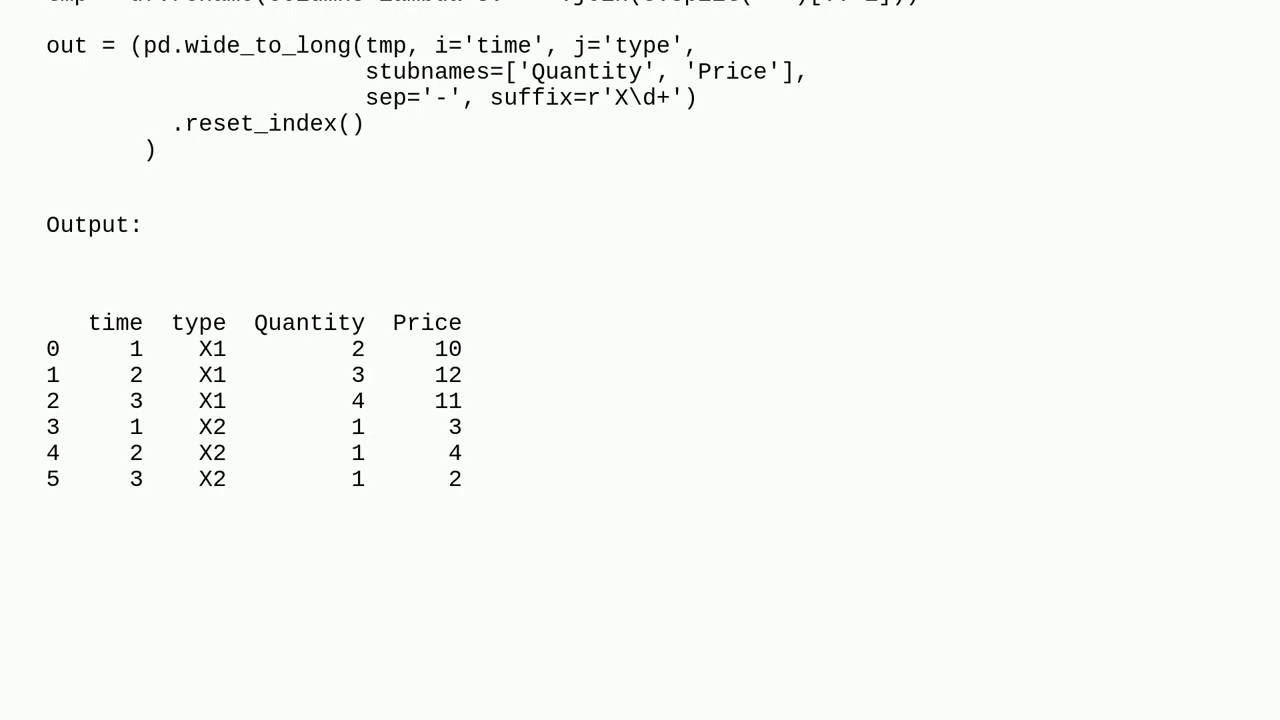 out = (pd.wide_to_long(tmp, i='time', j='type',
                       stubnames=['Quantity', 'Price'],
                       sep='-', suffix=r'X\d+')
         .reset_index()
       )
Output:
   time  type  Quantity  Price
0     1    X1         2     10
1     2    X1         3     12
2     3    X1         4     11
3     1    X2         1      3
4     2    X2         1      4
5     3    X2         1      2